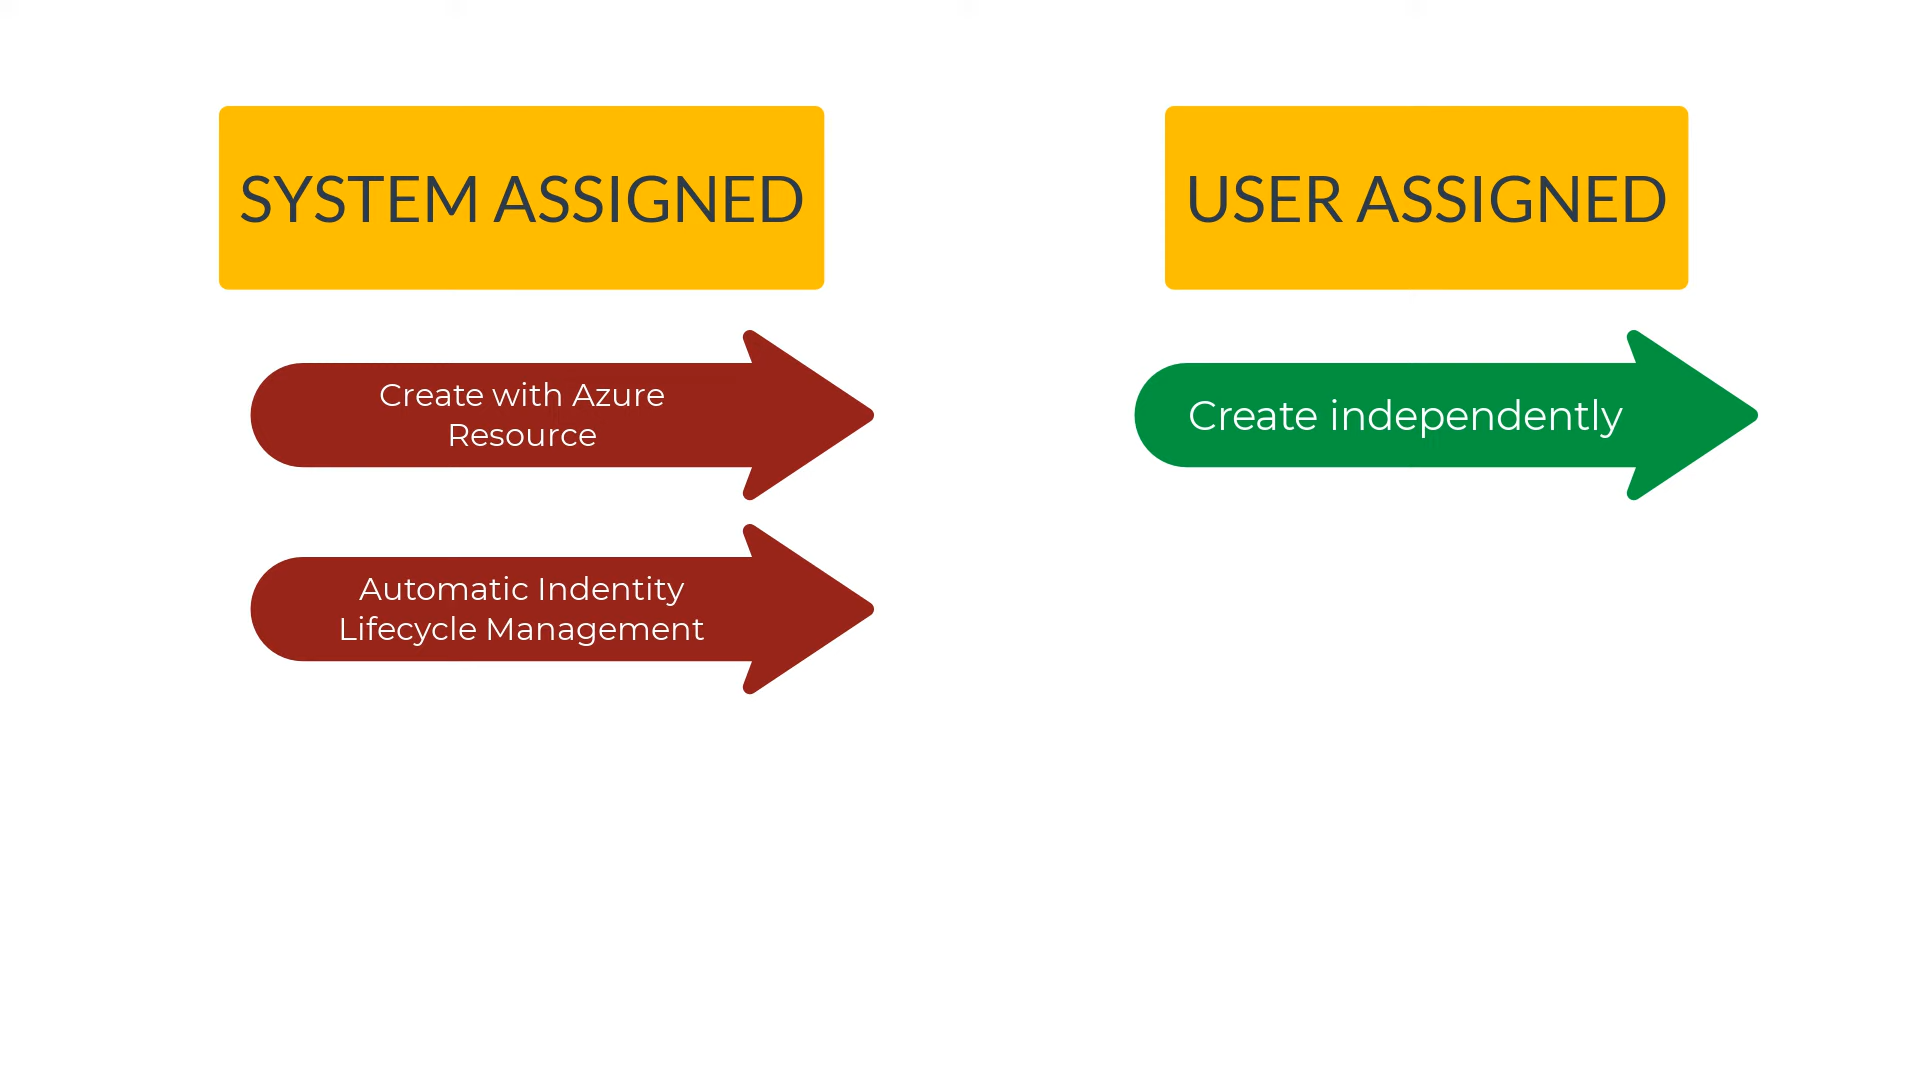 SYSTEM ASSIGNED
USER ASSIGNED
Create with Azure
Resource
Create independently
Automatic Indentity
Lifecycle Management